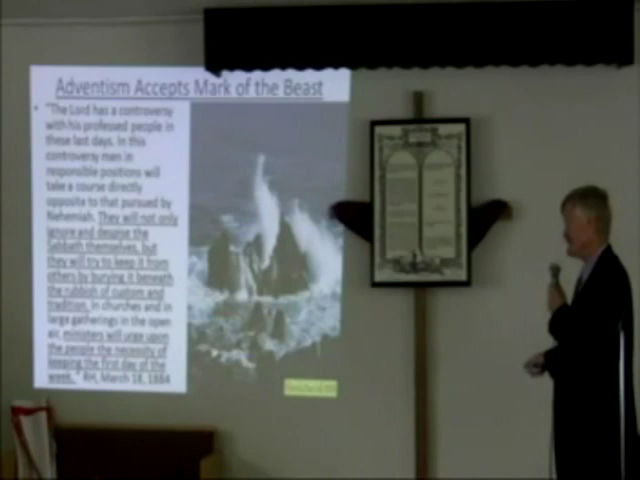 Adventism Accepts Mark of the Beast
• "The Lord has a controversy
with his professed people in
these last days. In this
controversy men in
responsible positions will
take a course directly
opposite to that pursued by
Nehemiah. They will not only
ignore and despise the
Sabbath themselves, but
they will try to keep it from
others by burying it beneath
the rubbish of custom and
tradition. In churches and in
large gatherings in the open
air, ministers will urge upon
the people the necessity of
keeping the first day of the
week." RH, March 18, 1884